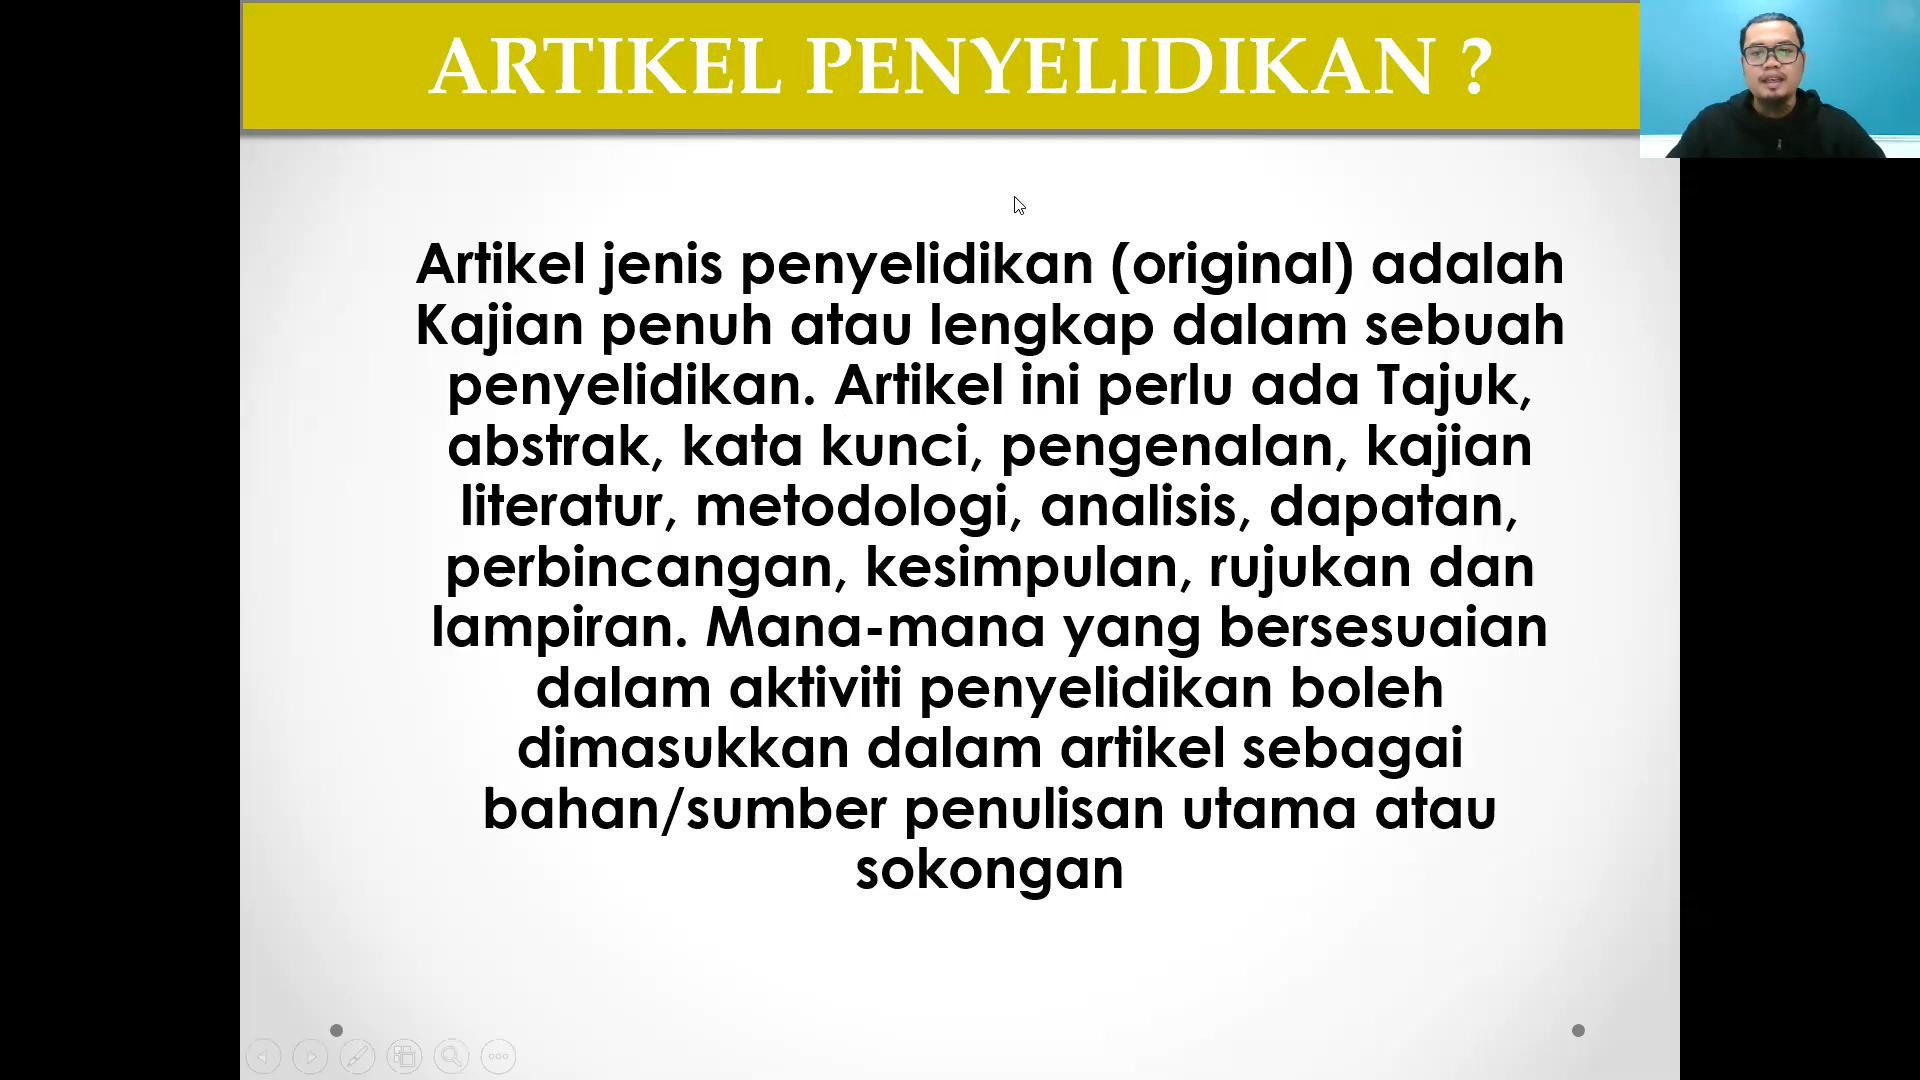 ARTIKEL PENYELIDIKAN ?
Artikel jenis penyelidikan (original) adalah
Kajian penuh atau lengkap dalam sebuah
penyelidikan. Artikel ini perlu ada Tajuk,
abstrak, kata kunci, pengenalan, kajian
literatur, metodologi, analisis, dapatan,
perbincangan, kesimpulan, rujukan dan
lampiran. Mana-mana yang bersesuaian
dalam aktiviti penyelidikan boleh
dimasukkan dalam artikel sebagai
bahan/sumber penulisan utama atau
sokongan